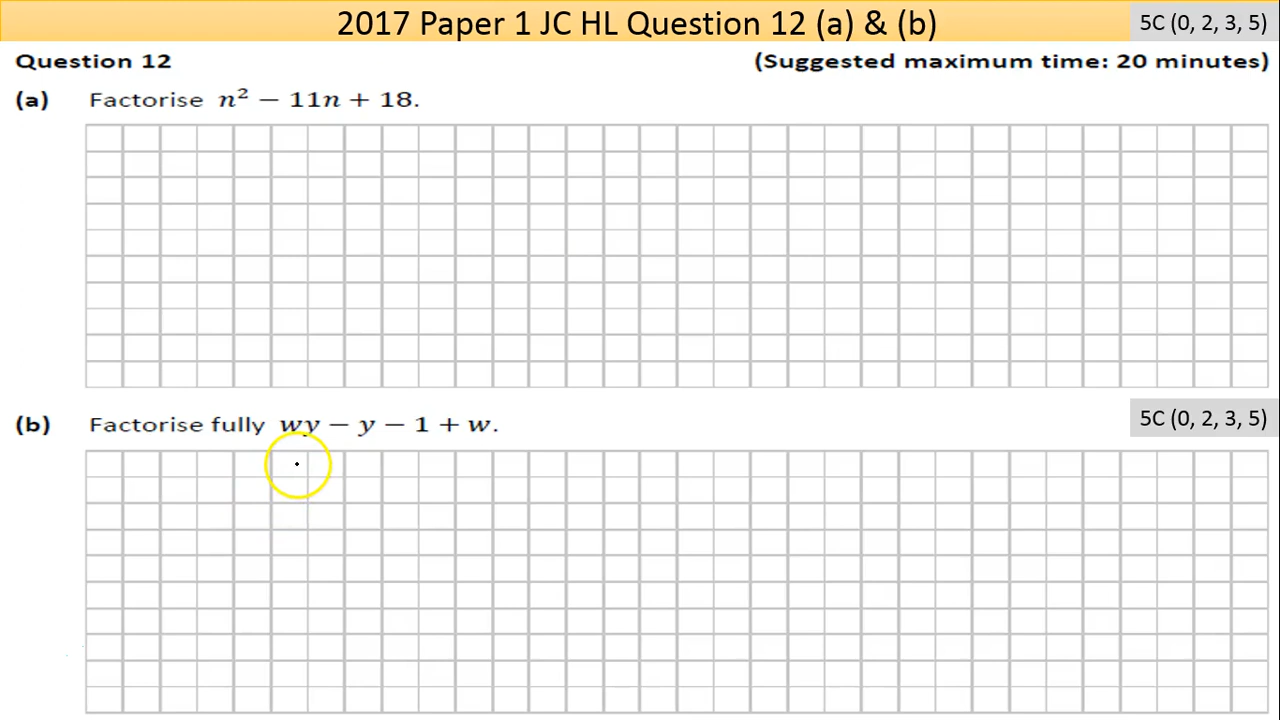 2017 Paper 1 JC HL Question 12 (a) & (b)
5C (0, 2, 3, 5)
Question 12 (Suggested maximum time: 20 minutes)
(a) Factorise n² − 11n + 18.
(b) Factorise fully wy − y − 1 + w.
5C (0, 2, 3, 5)